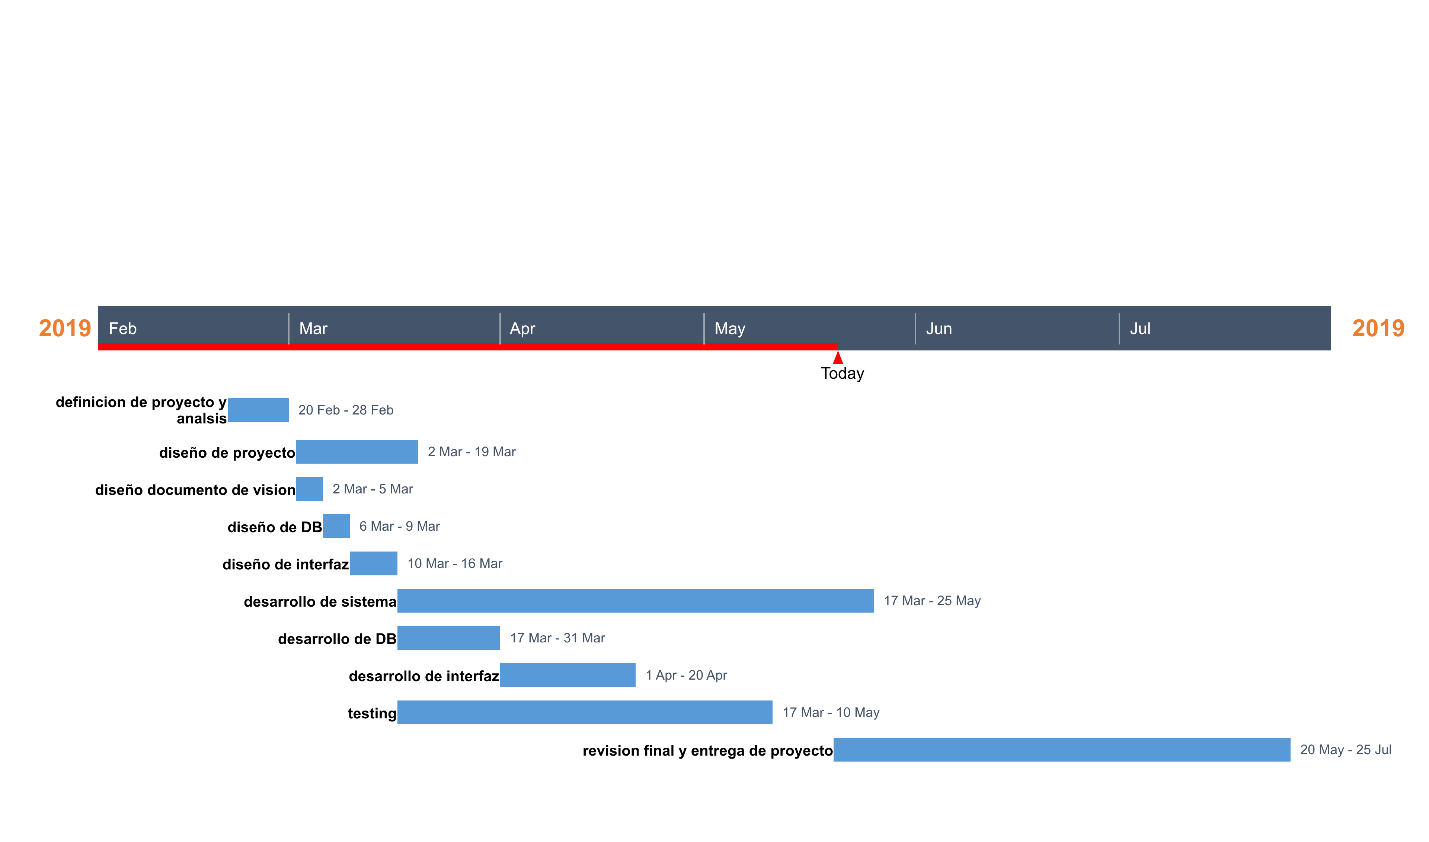 2019 Feb Mar Apr May Jun Jul 2019
Today
definicion de proyecto y
analsis 20 Feb - 28 Feb
diseño de proyecto 2 Mar - 19 Mar
diseño documento de vision 2 Mar - 5 Mar
diseño de DB 6 Mar - 9 Mar
diseño de interfaz 10 Mar - 16 Mar
desarrollo de sistema 17 Mar - 25 May
desarrollo de DB 17 Mar - 31 Mar
desarrollo de interfaz 1 Apr - 20 Apr
testing 17 Mar - 10 May
revision final y entrega de proyecto 20 May - 25 Jul